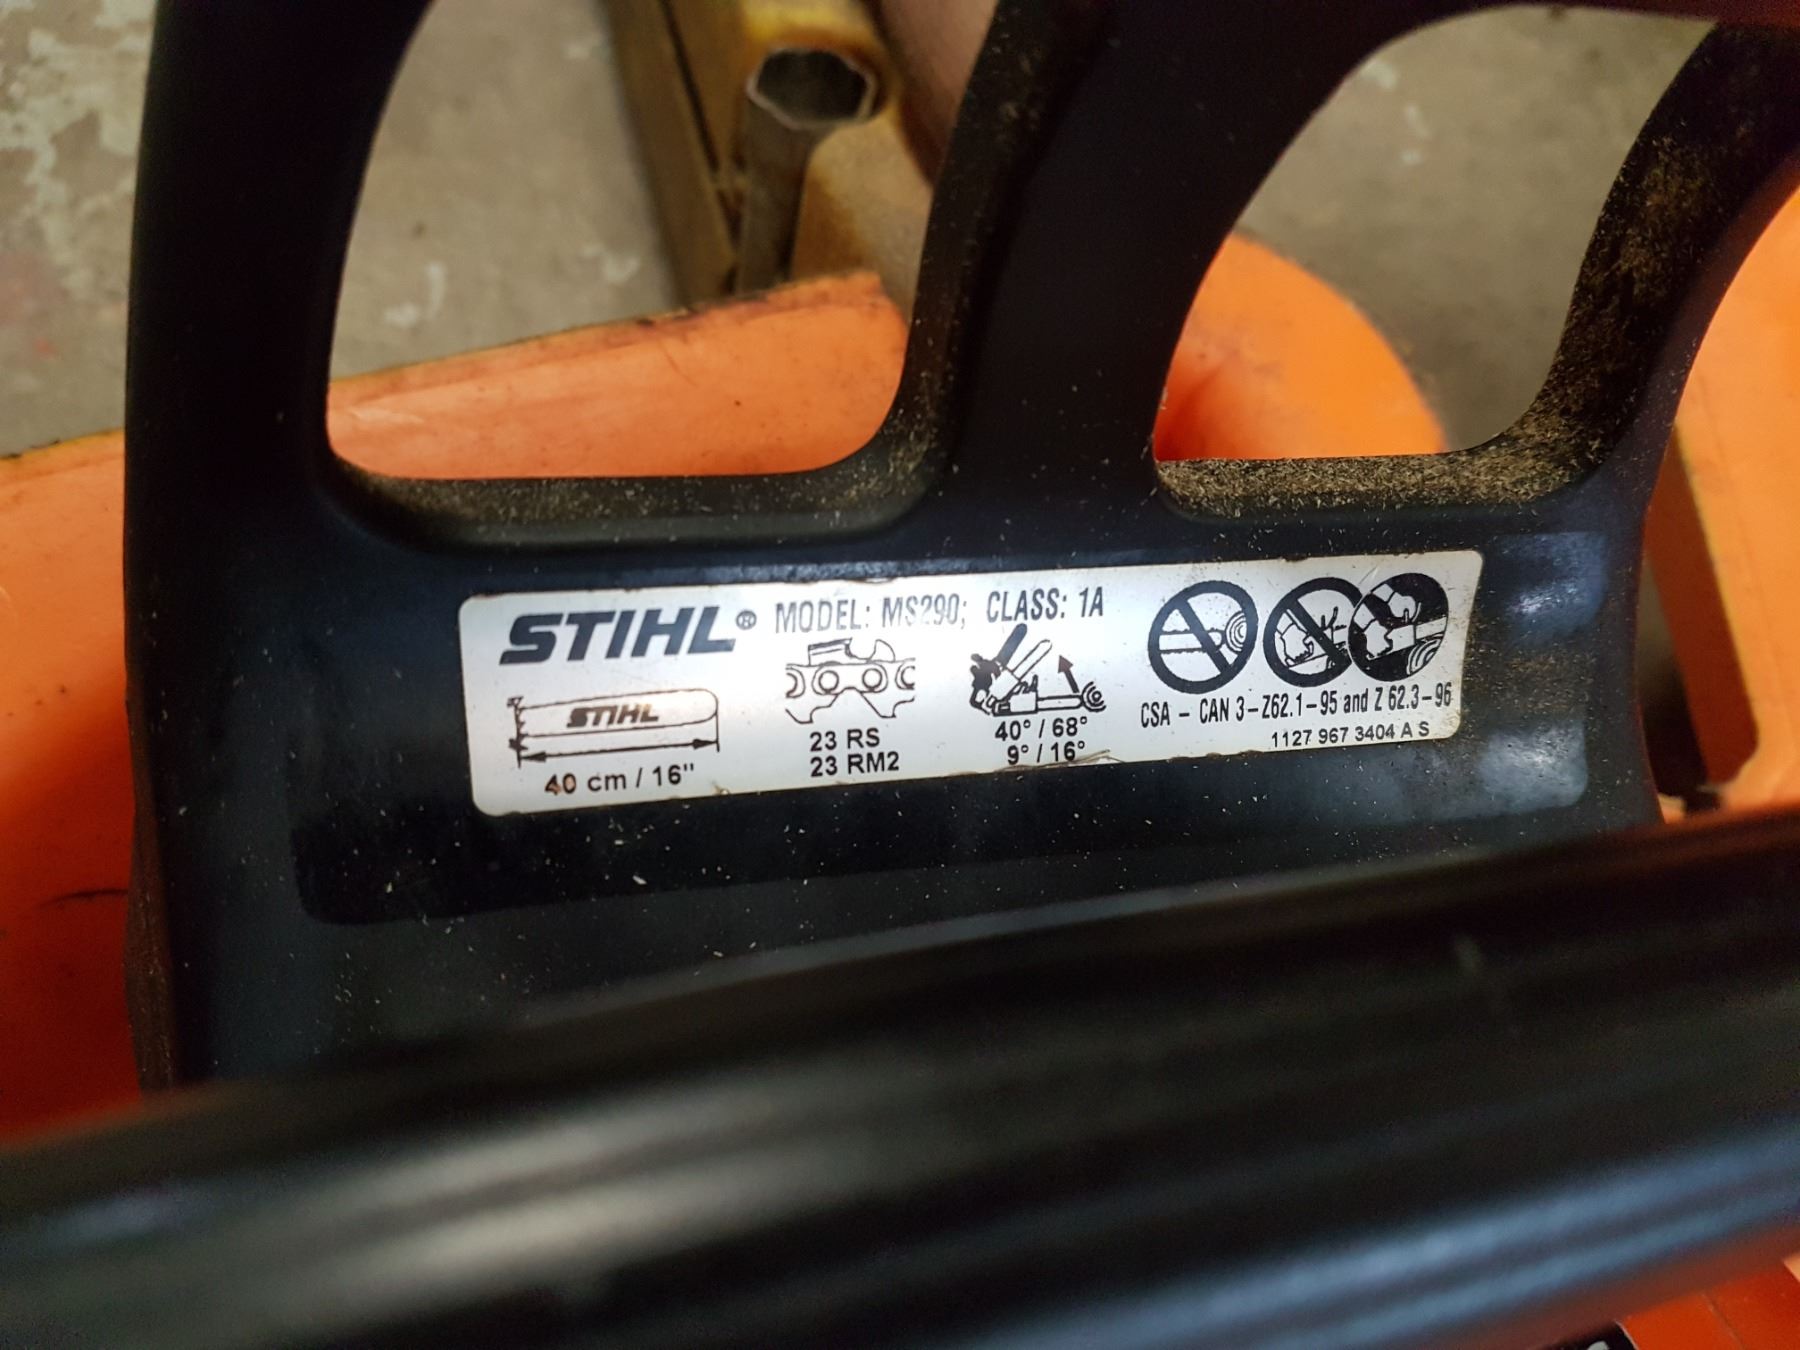 STIHL® MODEL: MS290; CLASS: 1A
STIHL
40 cm / 16"
23 RS
23 RM2
40° / 68°
9° / 16°
CSA - CAN 3-Z62.1-95 and Z 62.3-96
1127 967 3404 A S